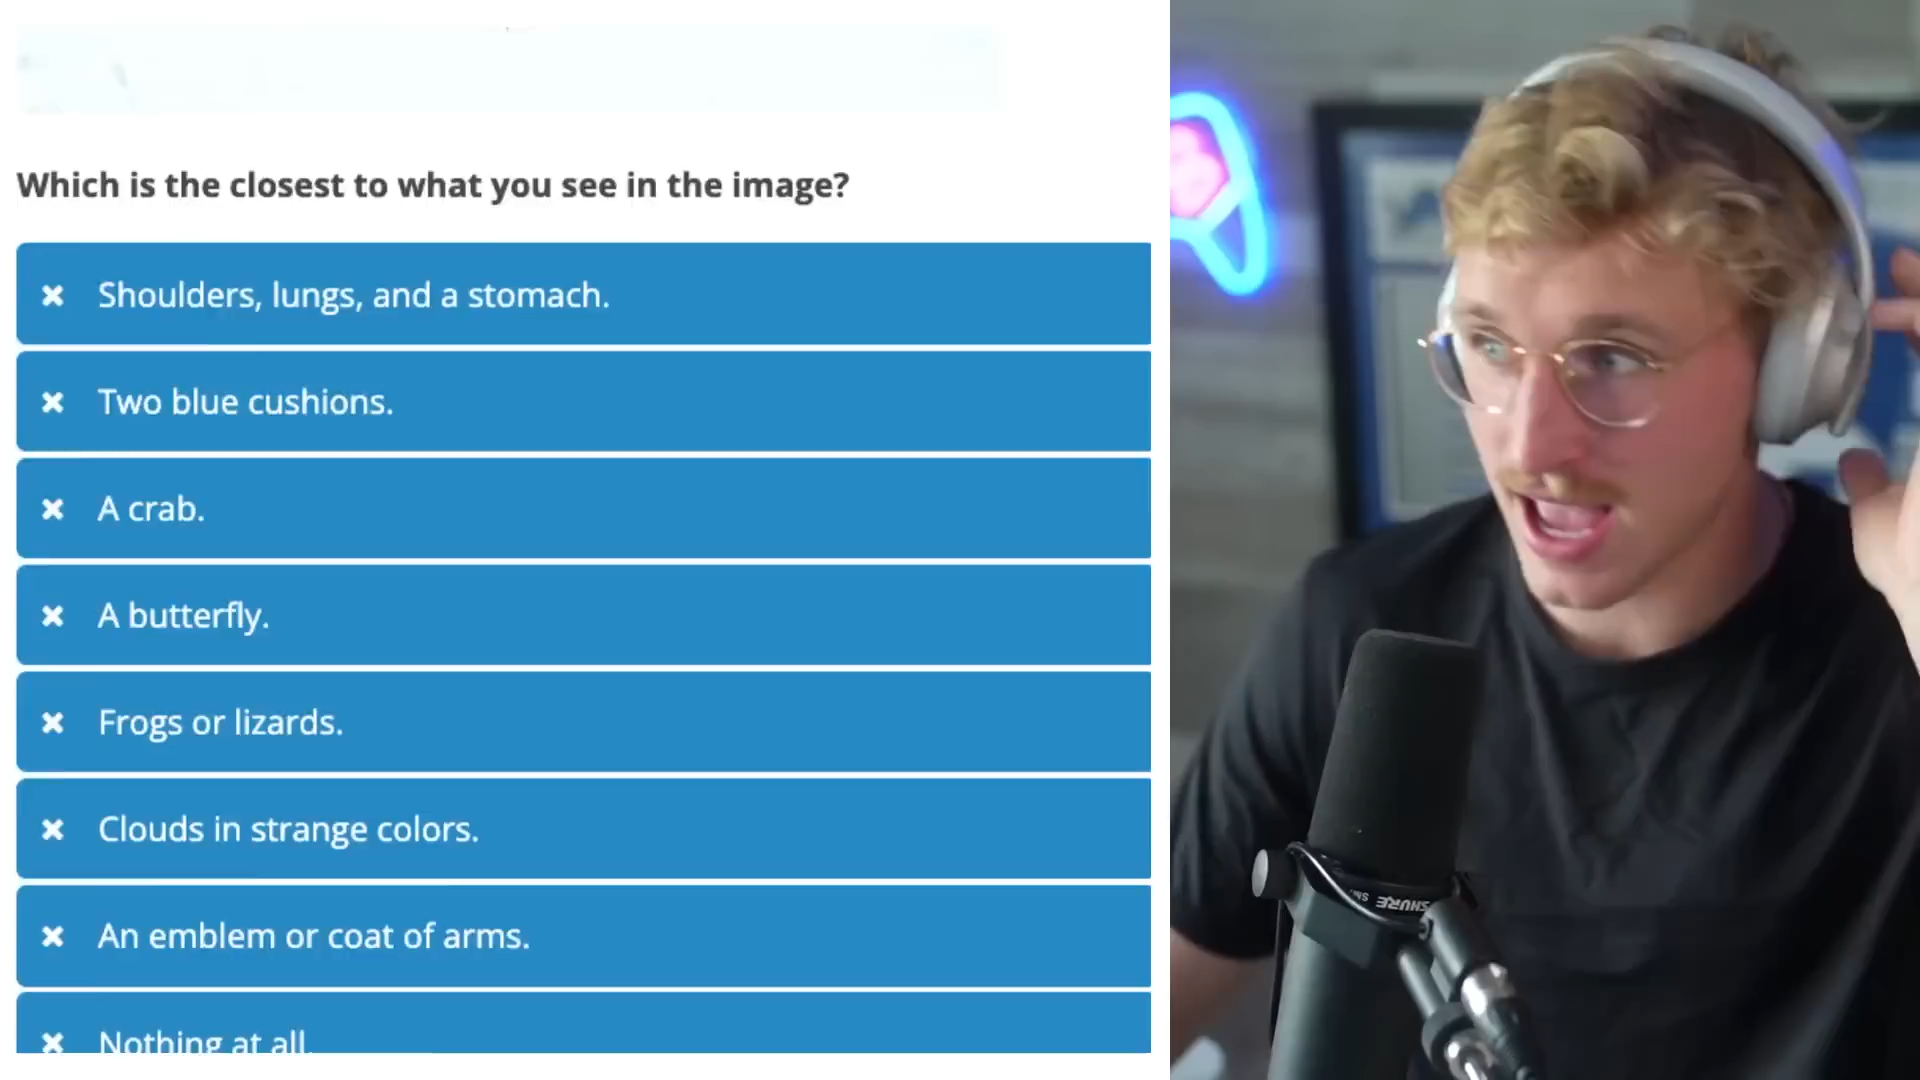 Which is the closest to what you see in the image?
Shoulders, lungs, and a stomach.
Two blue cushions.
A crab.
A butterfly.
Frogs or lizards.
Clouds in strange colors.
An emblem or coat of arms.
Nothing at all.
SHURE